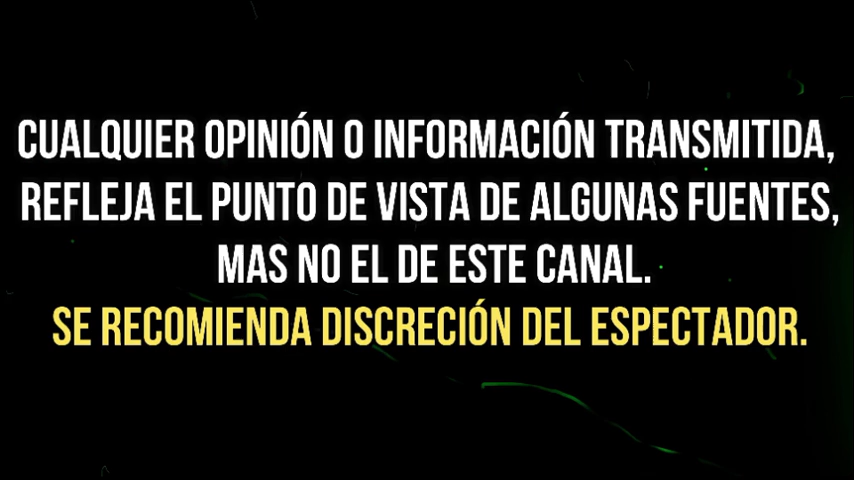 CUALQUIER OPINIÓN O INFORMACIÓN TRANSMITIDA,
REFLEJA EL PUNTO DE VISTA DE ALGUNAS FUENTES,
MAS NO EL DE ESTE CANAL.
SE RECOMIENDA DISCRECIÓN DEL ESPECTADOR.